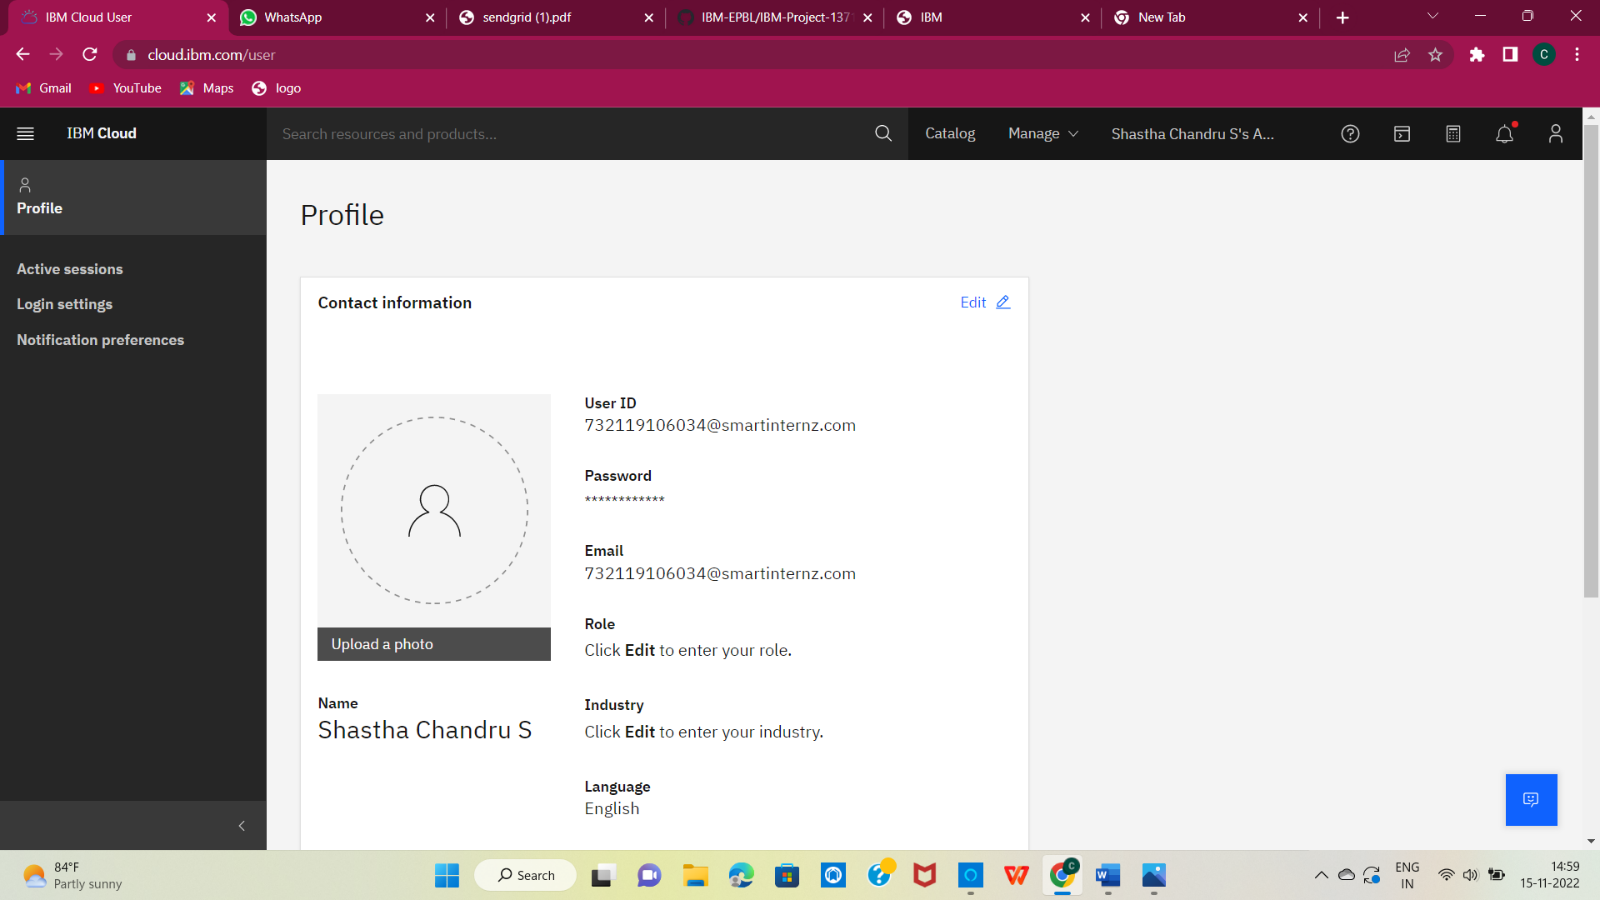 IBM Cloud User
WhatsApp
sendgrid (1).pdf
IBM-EPBL/IBM-Project-1371
IBM
New Tab
cloud.ibm.com/user
C
Gmail
YouTube
Maps
logo
IBM Cloud
Search resources and products...
Catalog
Manage
Shastha Chandru S's A...
Profile
Active sessions
Login settings
Notification preferences
Profile
Contact information
Edit
Upload a photo
Name
Shastha Chandru S
User ID
732119106034@smartinternz.com
Password
************
Email
732119106034@smartinternz.com
Role
Click Edit to enter your role.
Industry
Click Edit to enter your industry.
Language
English
84°F
Partly sunny
Search
C
ENG
IN
14:59
15-11-2022